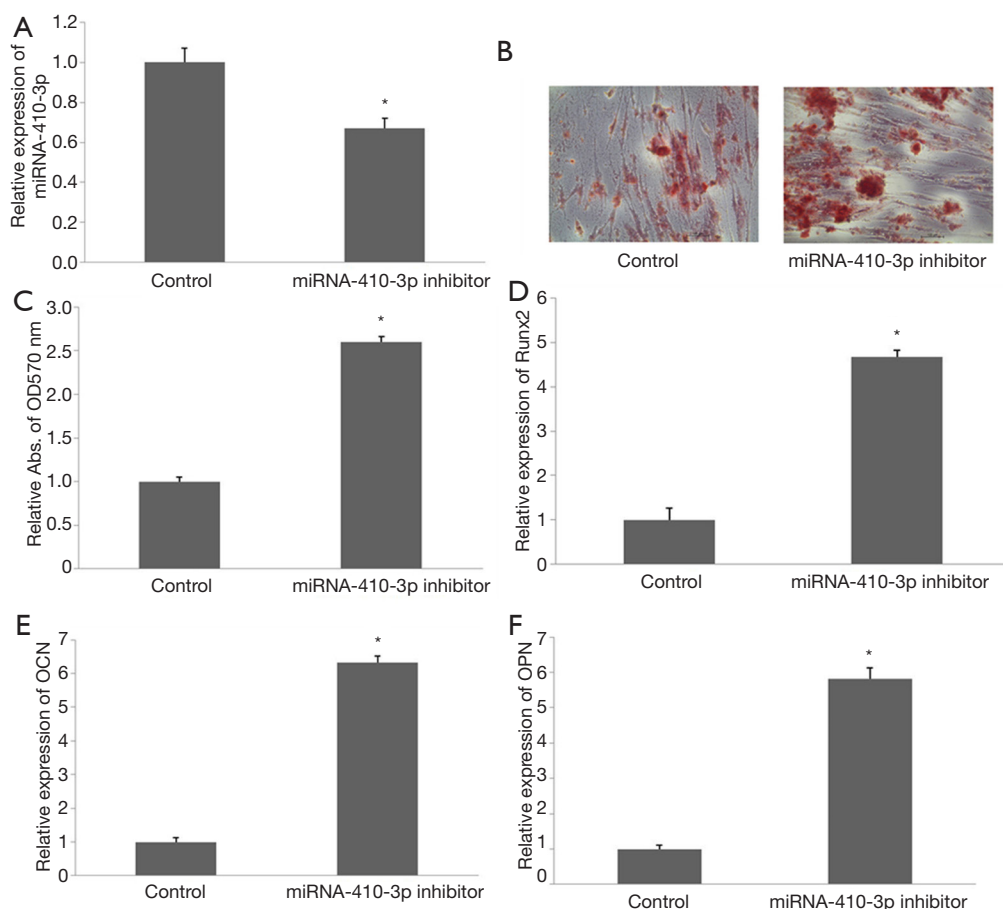 A
Relative expression of
miRNA-410-3p
1.2
1.0
0.8
0.6
0.4
0.2
0.0
*
Control
miRNA-410-3p inhibitor
B
Control
miRNA-410-3p inhibitor
C
Relative Abs. of OD570 nm
3.0
2.5
2.0
1.5
1.0
0.5
0
*
Control
miRNA-410-3p inhibitor
D
Relative expression of Runx2
6
5
4
3
2
1
0
*
Control
miRNA-410-3p inhibitor
E
Relative expression of OCN
7
6
5
4
3
2
1
0
*
Control
miRNA-410-3p inhibitor
F
Relative expression of OPN
7
6
5
4
3
2
1
0
*
Control
miRNA-410-3p inhibitor